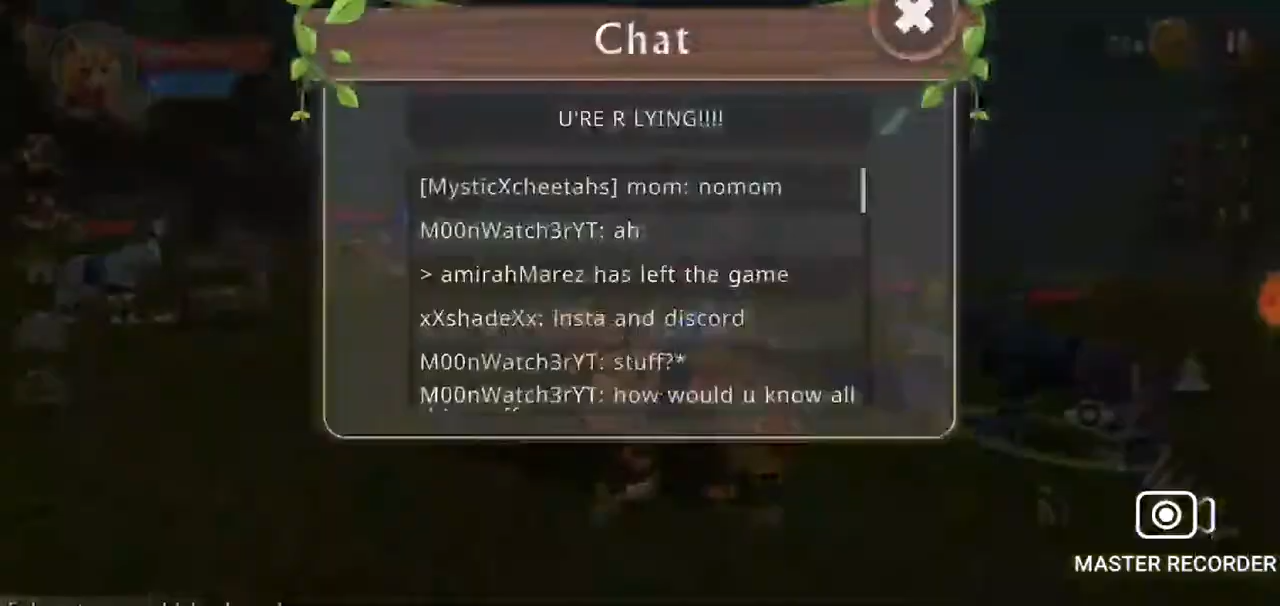 Chat
U'RE R LYING!!!!
[MysticXcheetahs] mom: nomom
M00nWatch3rYT: ah
> amirahMarez has left the game
xXshadeXx: insta and discord
M00nWatch3rYT: stuff?*
M00nWatch3rYT: how would u know all
MASTER RECORDER